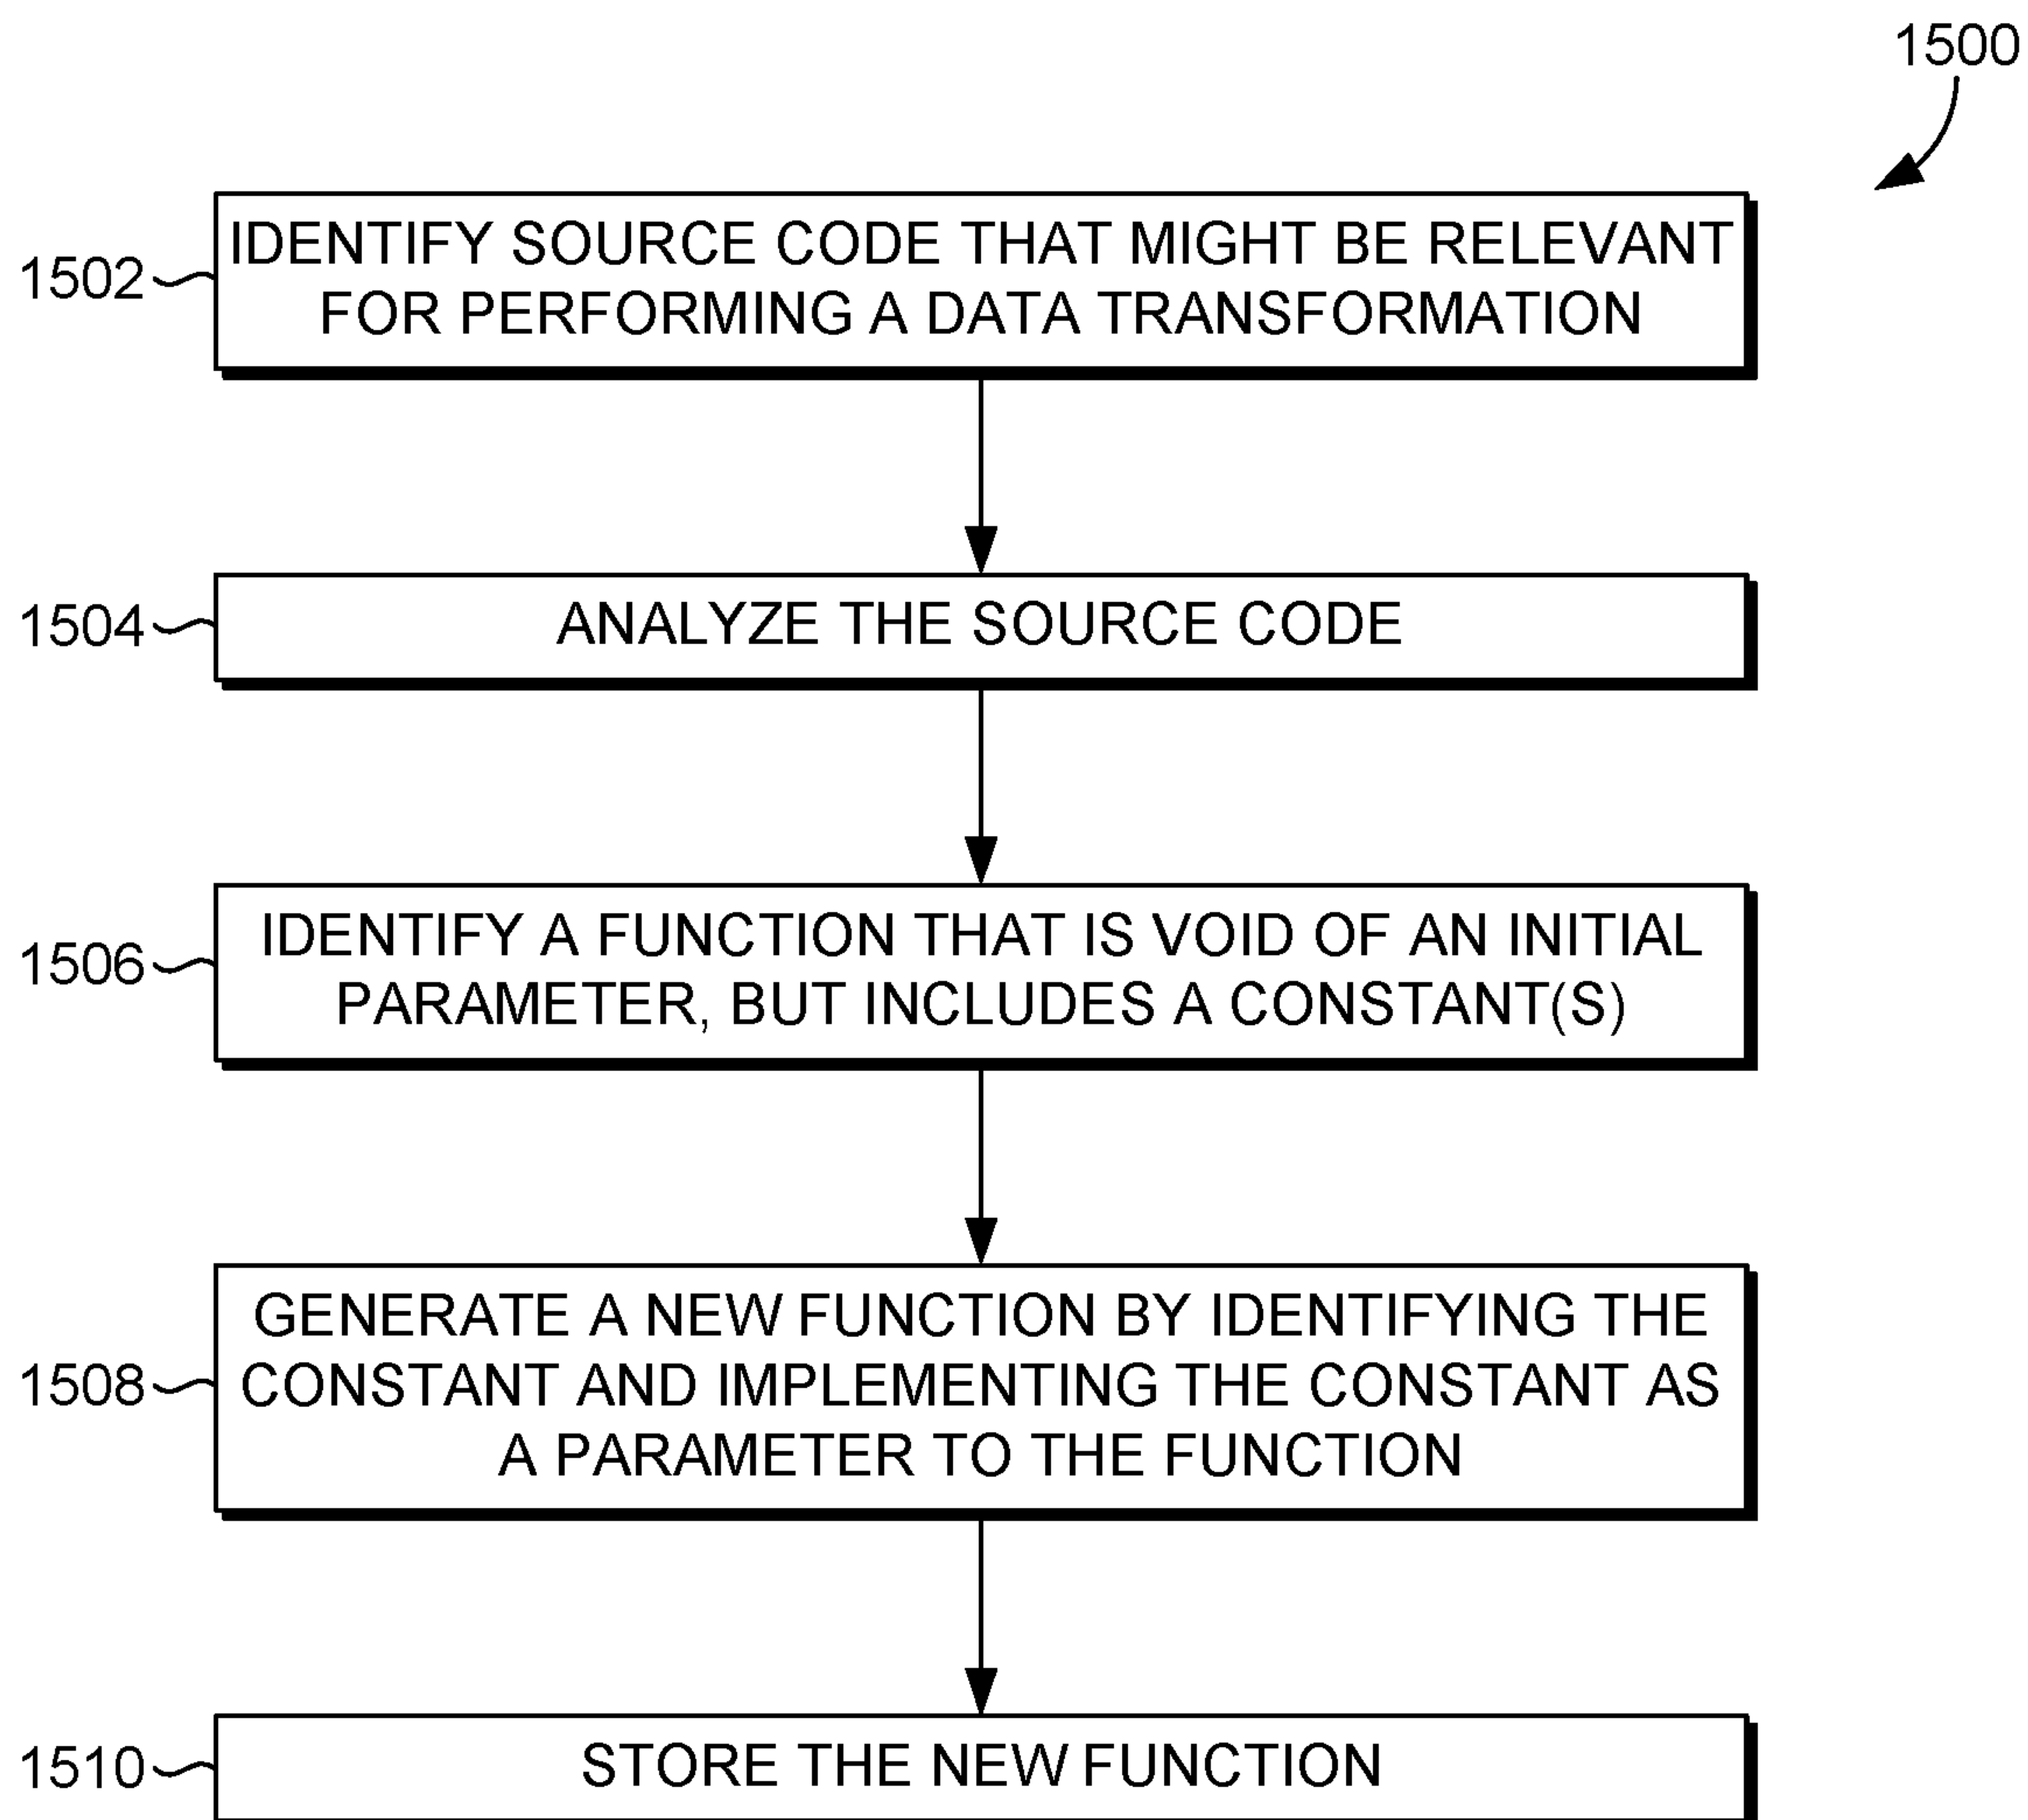 1500
1502
IDENTIFY SOURCE CODE THAT MIGHT BE RELEVANT
FOR PERFORMING A DATA TRANSFORMATION
1504
ANALYZE THE SOURCE CODE
1506
IDENTIFY A FUNCTION THAT IS VOID OF AN INITIAL
PARAMETER, BUT INCLUDES A CONSTANT(S)
1508
GENERATE A NEW FUNCTION BY IDENTIFYING THE
CONSTANT AND IMPLEMENTING THE CONSTANT AS
A PARAMETER TO THE FUNCTION
1510
STORE THE NEW FUNCTION